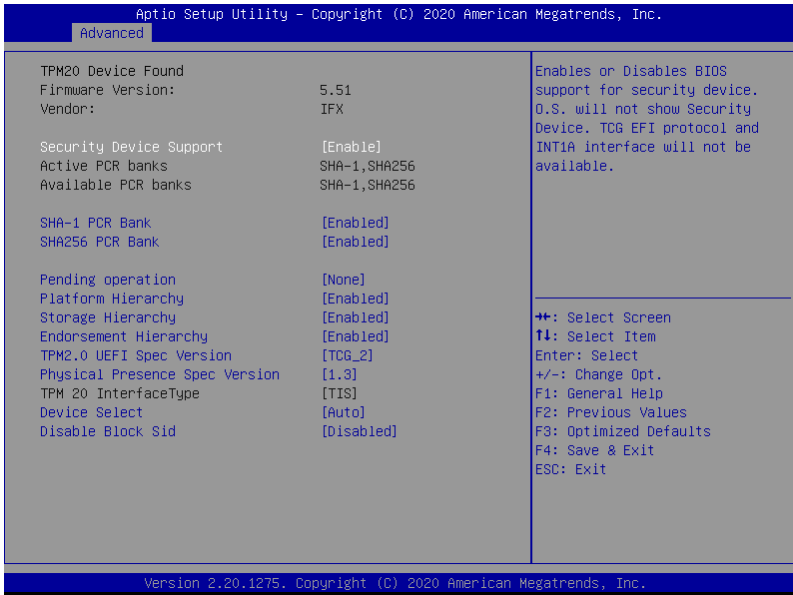 Aptio Setup Utility – Copyright (C) 2020 American Megatrends, Inc.
Advanced
TPM20 Device Found
Firmware Version: 5.51
Vendor: IFX
Security Device Support [Enable]
Active PCR banks SHA-1,SHA256
Available PCR banks SHA-1,SHA256
SHA-1 PCR Bank [Enabled]
SHA256 PCR Bank [Enabled]
Pending operation [None]
Platform Hierarchy [Enabled]
Storage Hierarchy [Enabled]
Endorsement Hierarchy [Enabled]
TPM2.0 UEFI Spec Version [TCG_2]
Physical Presence Spec Version [1.3]
TPM 20 InterfaceType [TIS]
Device Select [Auto]
Disable Block Sid [Disabled]
Enables or Disables BIOS
support for security device.
O.S. will not show Security
Device. TCG EFI protocol and
INT1A interface will not be
available.
→←: Select Screen
↑↓: Select Item
Enter: Select
+/-: Change Opt.
F1: General Help
F2: Previous Values
F3: Optimized Defaults
F4: Save & Exit
ESC: Exit
Version 2.20.1275. Copyright (C) 2020 American Megatrends, Inc.